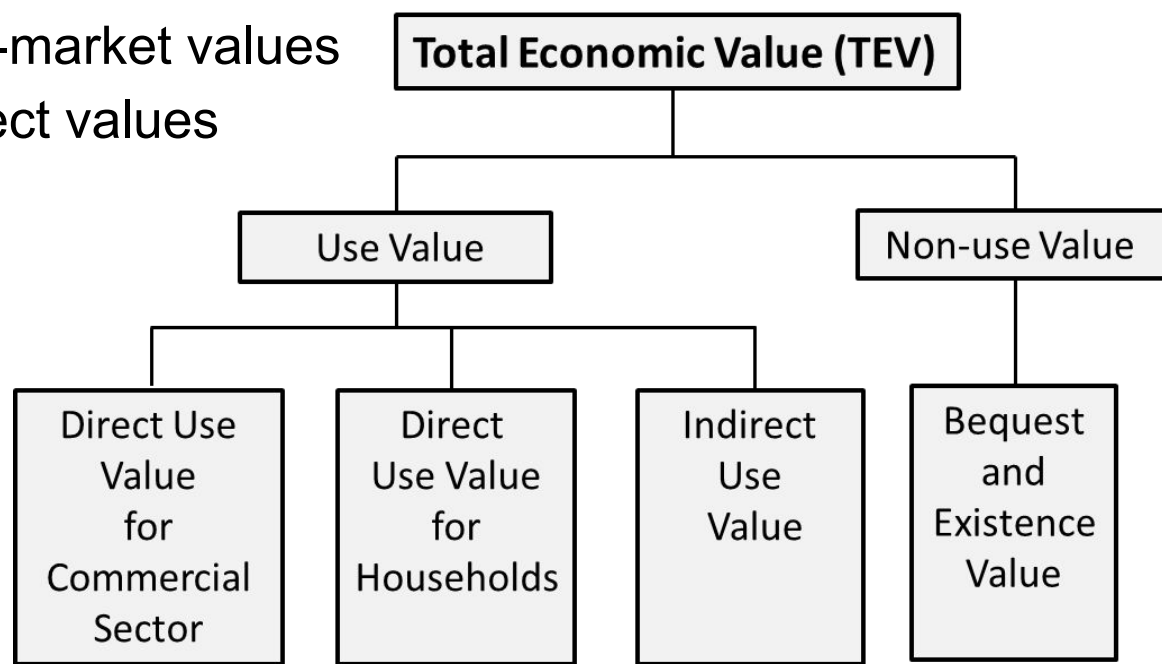 -market values
ect values
Total Economic Value (TEV)
Use Value
Non-use Value
Direct Use
Value
for
Commercial
Sector
Direct
Use Value
for
Households
Indirect
Use
Value
Bequest
and
Existence
Value